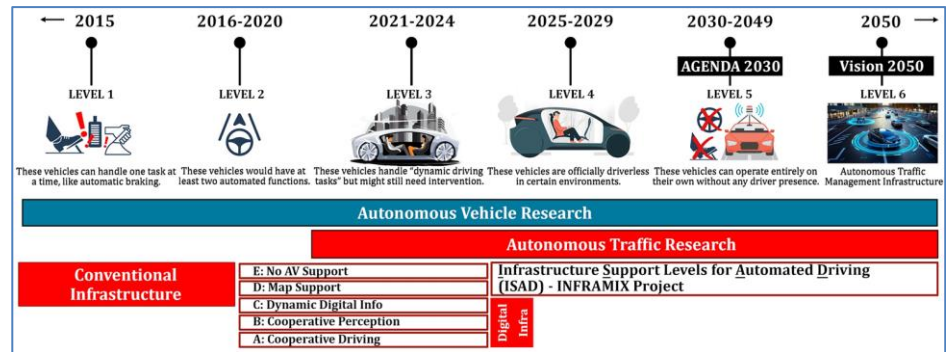 2015
2016-2020
2021-2024
2025-2029
2030-2049
2050
AGENDA 2030
Vision 2050
LEVEL 1
LEVEL 2
LEVEL 3
LEVEL 4
LEVEL 5
LEVEL 6
These vehicles can handle one task at
a time, like automatic braking.
These vehicles would have at
least two automated functions.
These vehicles handle "dynamic driving
tasks" but might still need intervention.
These vehicles are officially driverless
in certain environments.
These vehicles can operate entirely on
their own without any driver presence.
Autonomous Traffic
Management Infrastructure
Autonomous Vehicle Research
Autonomous Traffic Research
Conventional
Infrastructure
E: No AV Support
D: Map Support
C: Dynamic Digital Info
B: Cooperative Perception
A: Cooperative Driving
Infrastructure Support Levels for Automated Driving
(ISAD) - INFRAMIX Project
Digital
Infra